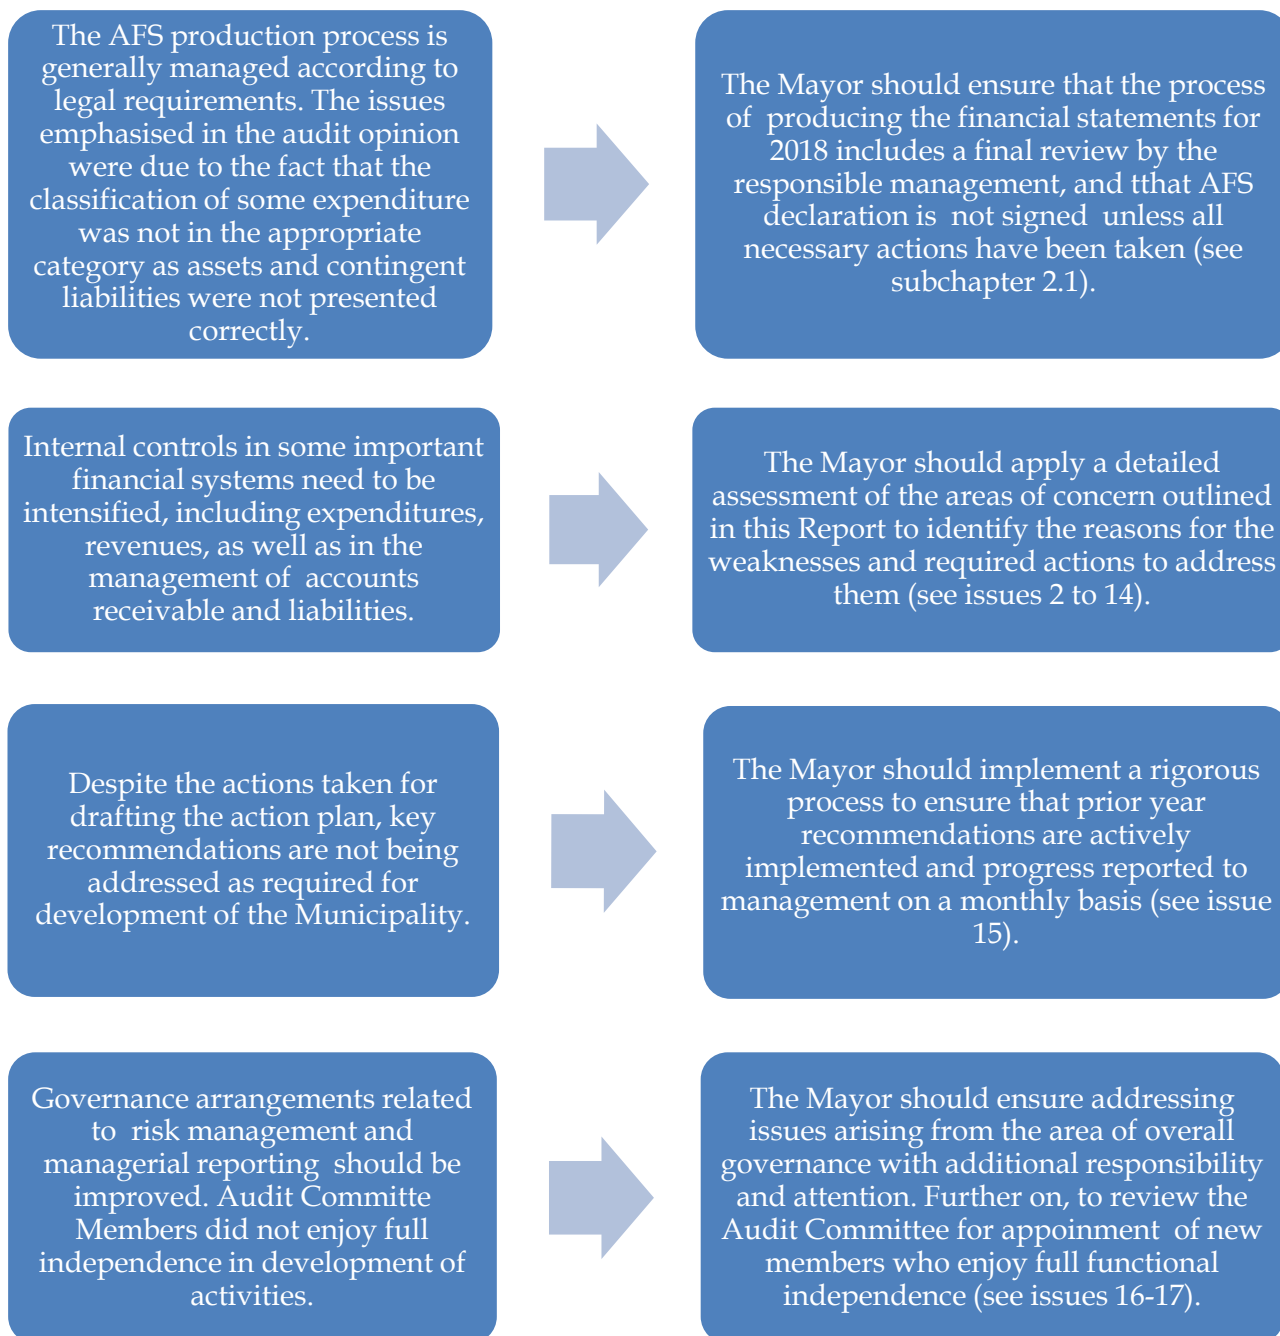 The AFS production process is
generally managed according to
legal requirements. The issues
emphasised in the audit opinion
were due to the fact that the
classification of some expenditure
was not in the appropriate
category as assets and contingent
liabilities were not presented
correctly.
The Mayor should ensure that the process
of producing the financial statements for
2018 includes a final review by the
responsible management, and tthat AFS
declaration is not signed unless all
necessary actions have been taken (see
subchapter 2.1).
Internal controls in some important
financial systems need to be
intensified, including expenditures,
revenues, as well as in the
management of accounts
receivable and liabilities.
The Mayor should apply a detailed
assessment of the areas of concern outlined
in this Report to identify the reasons for the
weaknesses and required actions to address
them (see issues 2 to 14).
Despite the actions taken for
drafting the action plan, key
recommendations are not being
addressed as required for
development of the Municipality.
The Mayor should implement a rigorous
process to ensure that prior year
recommendations are actively
implemented and progress reported to
management on a monthly basis (see issue
15).
Governance arrangements related
to risk management and
managerial reporting should be
improved. Audit Committe
Members did not enjoy full
independence in development of
activities.
The Mayor should ensure addressing
issues arising from the area of overall
governance with additional responsibility
and attention. Further on, to review the
Audit Committee for appoinment of new
members who enjoy full functional
independence (see issues 16-17).